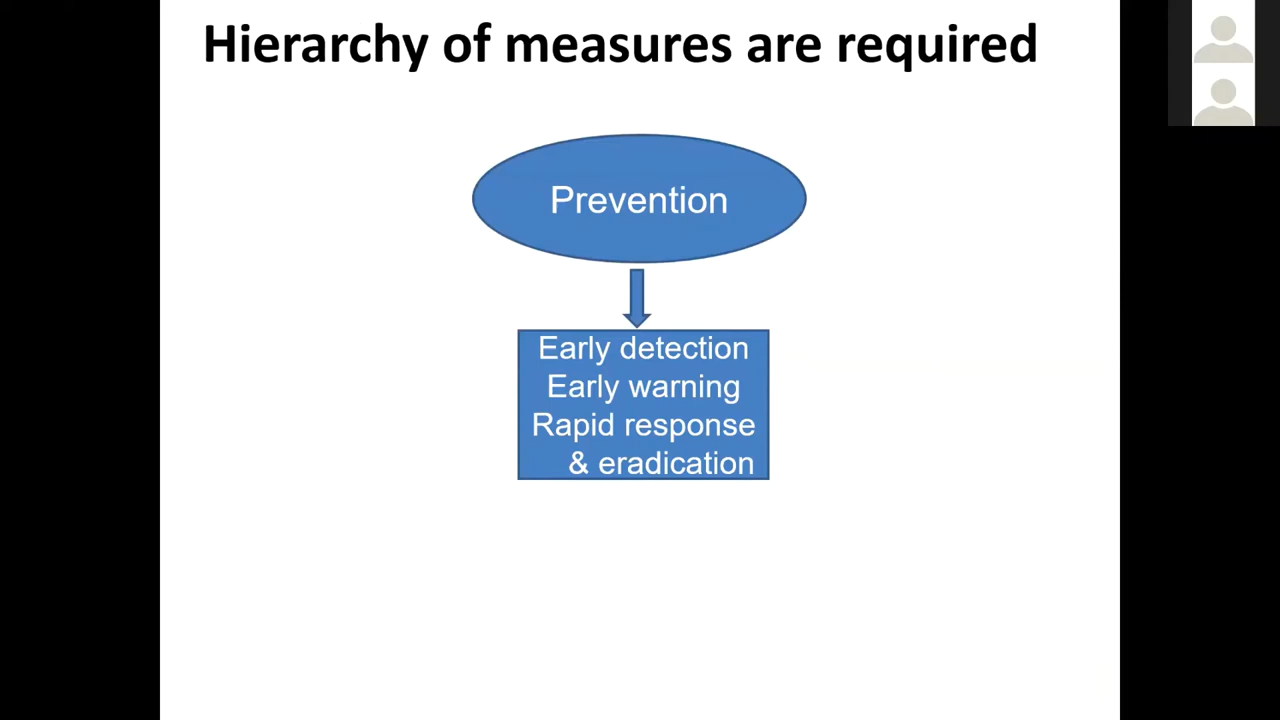 Hierarchy of measures are required
Prevention
Early detection
Early warning
Rapid response
& eradication